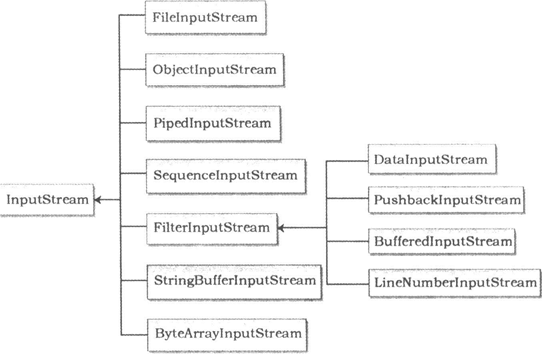 FileInputStream
ObjectInputStream
PipedInputStream
SequenceInputStream
InputStream
FilterInputStream
StringBufferInputStream
ByteArrayInputStream
DataInputStream
PushbackInputStream
BufferedInputStream
LineNumberInputStream